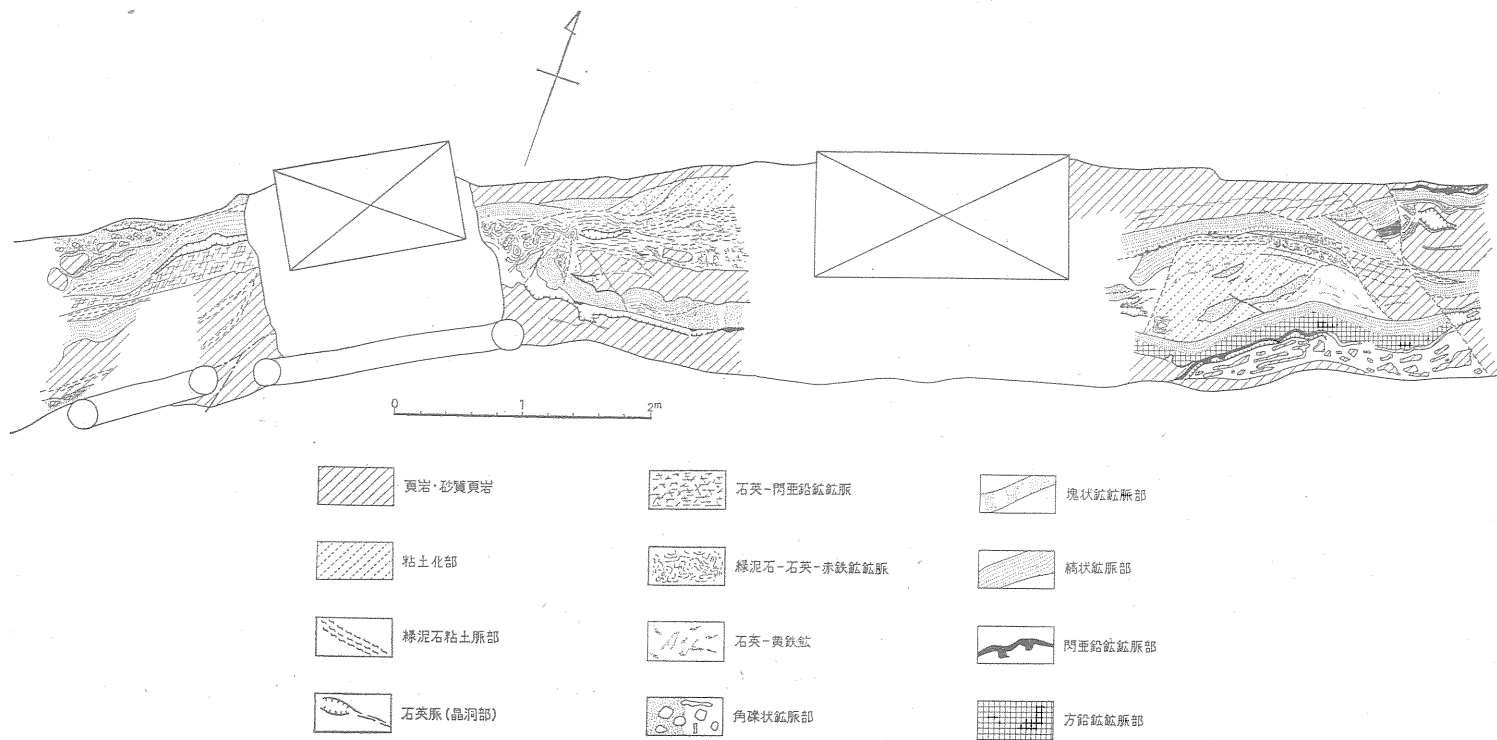 0 1 2m
頁岩・砂質頁岩
粘土化部
緑泥石粘土脈部
石英脈(晶洞部)
石英-閃亜鉛鉱鉱脈
緑泥石-石英-赤鉄鉱鉱脈
石英-黄鉄鉱
角礫状鉱脈部
塊状鉱鉱脈部
縞状鉱脈部
閃亜鉛鉱鉱脈部
方鉛鉱鉱脈部